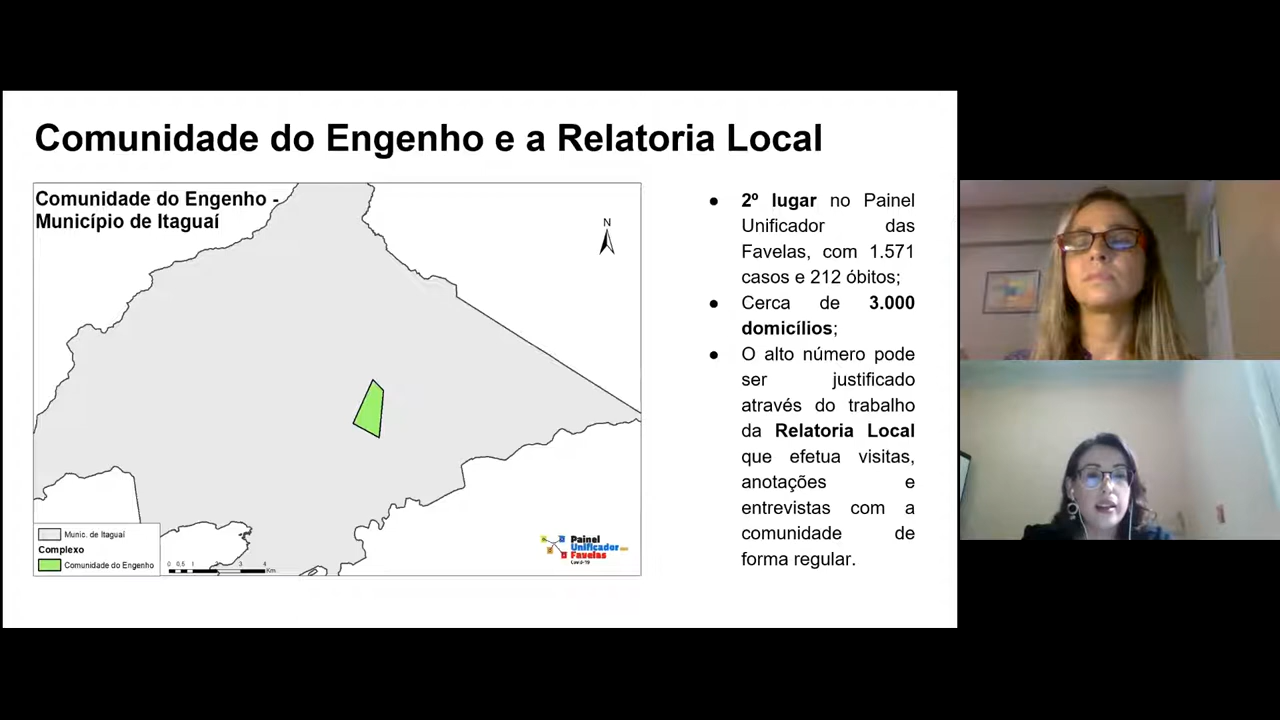 Comunidade do Engenho e a Relatoria Local
Comunidade do Engenho -
Município de Itaguaí
N
Munic. de Itaguaí
Complexo
Comunidade do Engenho
0 0,5 1 2 3 4
Km
Painel
Unificador
Favelas
Covid-19
● 2º lugar no Painel
Unificador das
Favelas, com 1.571
casos e 212 óbitos;
● Cerca de 3.000
domicílios;
● O alto número pode
ser justificado
através do trabalho
da Relatoria Local
que efetua visitas,
anotações e
entrevistas com a
comunidade de
forma regular.